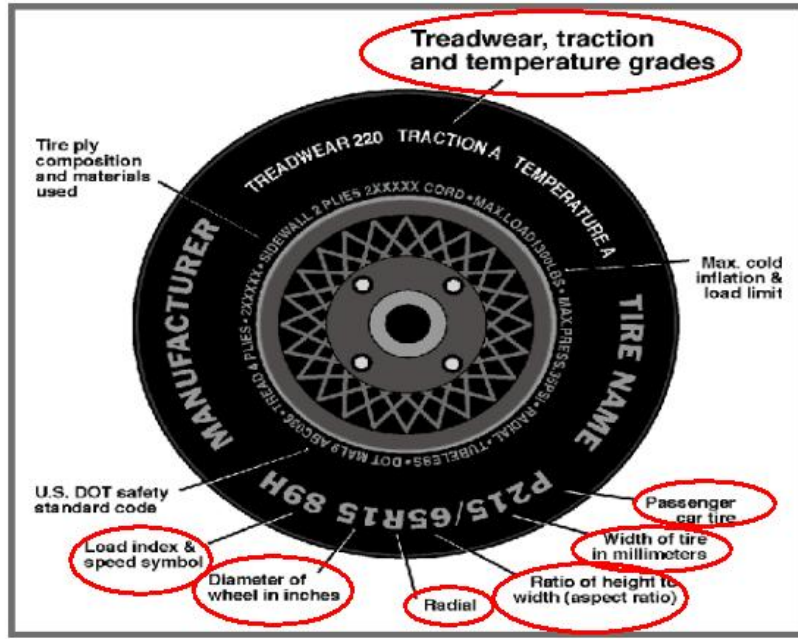 Treadwear, traction
and temperature grades
Tire ply
composition
and materials
used
TREADWEAR 220 TRACTION A TEMPERATURE A
SIDEWALL 2 PLIES 2XXXXX CORD • MAX.LOAD1300LBS • MAX.PRESS.35PSI • RADIAL • TUBELESS • DOT MAL9 ABC036 • TREAD 4 PLIES • 2XXXXX •
MANUFACTURER
TIRE NAME
Max. cold
inflation &
load limit
U.S. DOT safety
standard code
P215/65R15 89H
Passenger
car tire
Width of tire
in millimeters
Load index &
speed symbol
Diameter of
wheel in inches
Radial
Ratio of height to
width (aspect ratio)